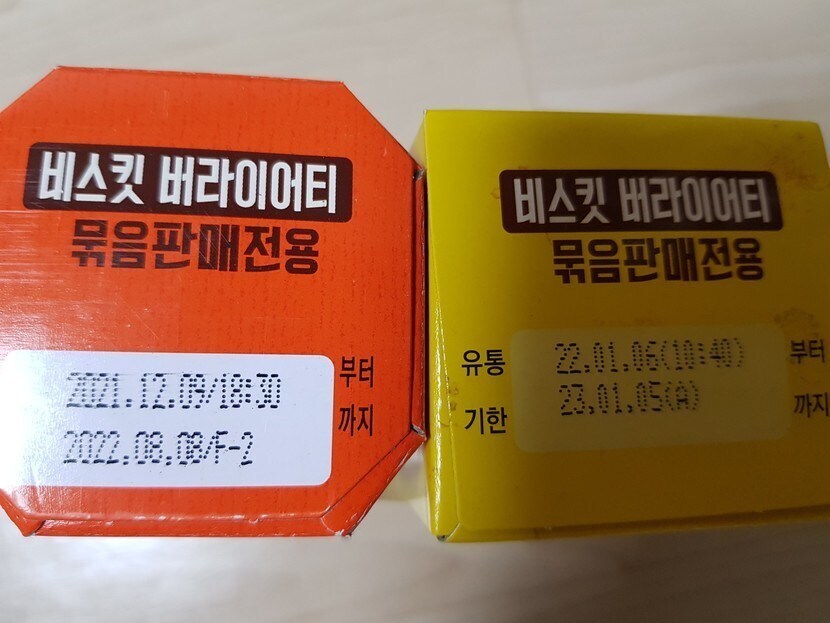 비스킷 버라이어티
묶음판매전용
2021.12.09/18:30 부터
2022.08.08/F-2 까지
비스킷 버라이어티
묶음판매전용
유통 22.01.06(10:40) 부터
기한 23.01.05(A) 까지